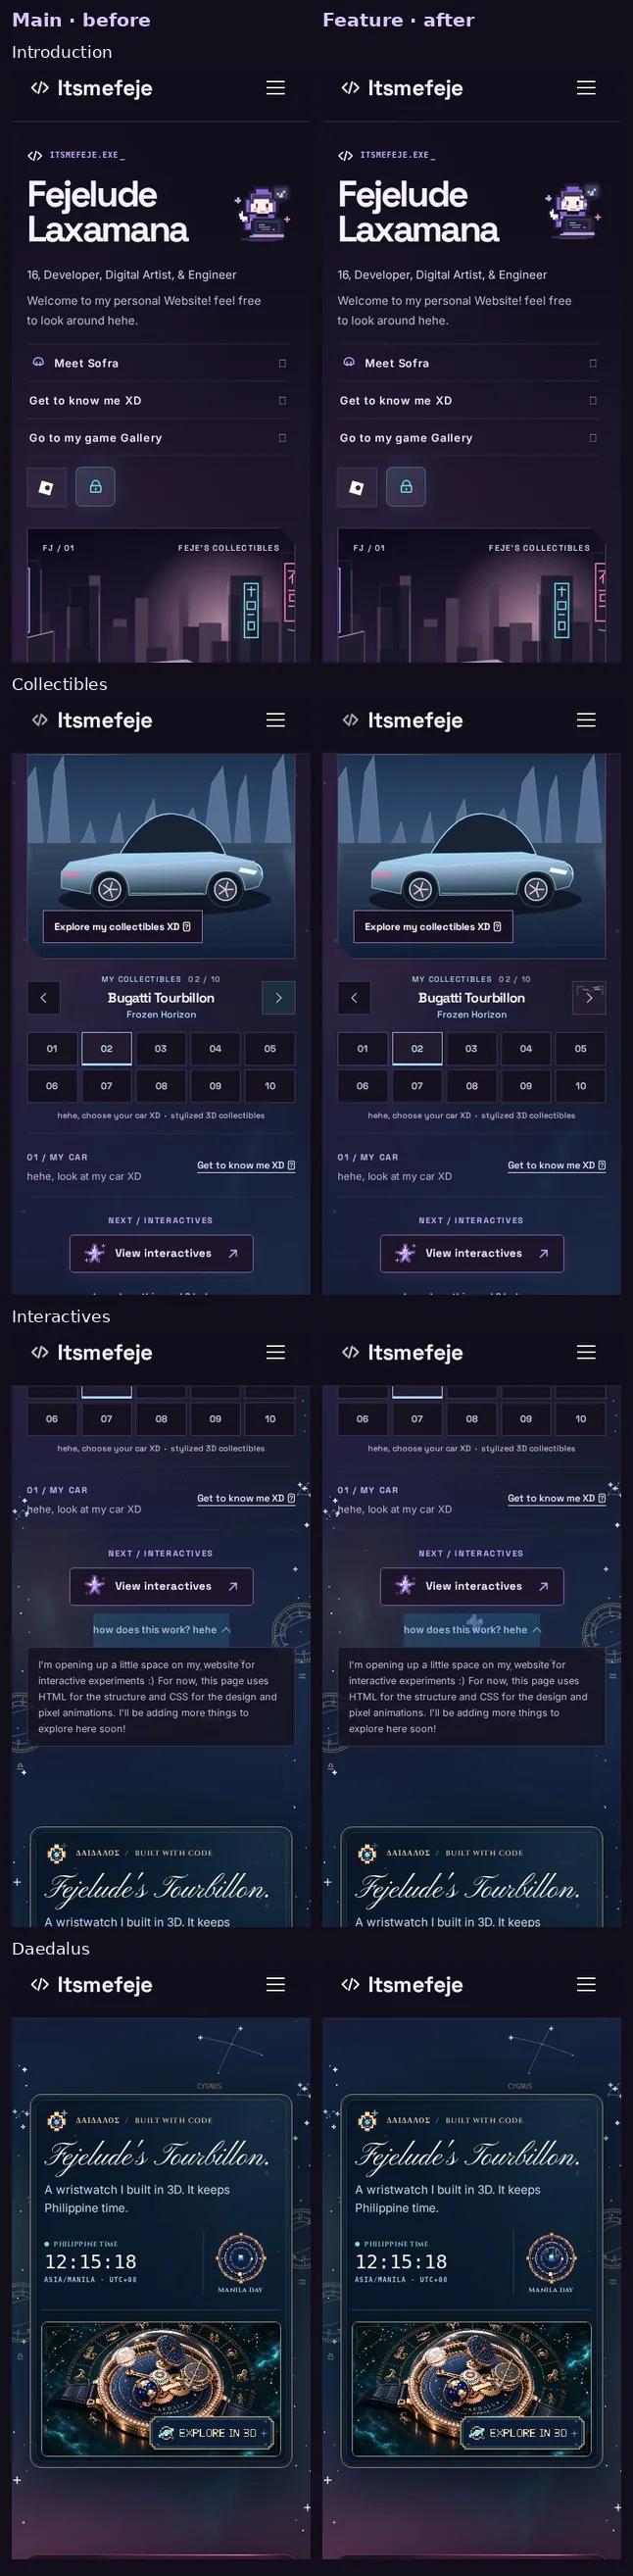 Main · before
Feature · after
Introduction
Itsmefeje
Itsmefeje
ITSMEFEJE.EXE_
ITSMEFEJE.EXE_
Fejelude
Laxamana
Fejelude
Laxamana
16, Developer, Digital Artist, & Engineer
16, Developer, Digital Artist, & Engineer
Welcome to my personal Website! feel free
to look around hehe.
Welcome to my personal Website! feel free
to look around hehe.
Meet Sofra
Meet Sofra
Get to know me XD
Get to know me XD
Go to my game Gallery
Go to my game Gallery
FJ / 01
FEJE'S COLLECTIBLES
FJ / 01
FEJE'S COLLECTIBLES
Collectibles
Itsmefeje
Itsmefeje
Explore my collectibles XD
Explore my collectibles XD
MY COLLECTIBLES 02 / 10
MY COLLECTIBLES 02 / 10
Bugatti Tourbillon
Bugatti Tourbillon
Frozen Horizon
Frozen Horizon
01 02 03 04 05
01 02 03 04 05
06 07 08 09 10
06 07 08 09 10
hehe, choose your car XD · stylized 3D collectibles
hehe, choose your car XD · stylized 3D collectibles
01 / MY CAR
01 / MY CAR
hehe, look at my car XD
Get to know me XD
hehe, look at my car XD
Get to know me XD
NEXT / INTERACTIVES
NEXT / INTERACTIVES
View interactives
View interactives
Interactives
Itsmefeje
Itsmefeje
06 07 08 09 10
06 07 08 09 10
hehe, choose your car XD · stylized 3D collectibles
hehe, choose your car XD · stylized 3D collectibles
01 / MY CAR
01 / MY CAR
hehe, look at my car XD
Get to know me XD
hehe, look at my car XD
Get to know me XD
NEXT / INTERACTIVES
NEXT / INTERACTIVES
View interactives
View interactives
how does this work? hehe
how does this work? hehe
I'm opening up a little space on my website for
interactive experiments :) For now, this page uses
HTML for the structure and CSS for the design and
pixel animations. I'll be adding more things to
explore here soon!
I'm opening up a little space on my website for
interactive experiments :) For now, this page uses
HTML for the structure and CSS for the design and
pixel animations. I'll be adding more things to
explore here soon!
ΔΑΙΔΑΛΟΣ / BUILT WITH CODE
ΔΑΙΔΑΛΟΣ / BUILT WITH CODE
Fejelude's Tourbillon.
Fejelude's Tourbillon.
A wristwatch I built in 3D. It keeps
A wristwatch I built in 3D. It keeps
Daedalus
Itsmefeje
Itsmefeje
CYGNUS
CYGNUS
ΔΑΙΔΑΛΟΣ / BUILT WITH CODE
ΔΑΙΔΑΛΟΣ / BUILT WITH CODE
Fejelude's Tourbillon.
Fejelude's Tourbillon.
A wristwatch I built in 3D. It keeps
Philippine time.
A wristwatch I built in 3D. It keeps
Philippine time.
PHILIPPINE TIME
PHILIPPINE TIME
12:15:18
12:15:18
ASIA/MANILA · UTC+08
ASIA/MANILA · UTC+08
MANILA DAY
MANILA DAY
EXPLORE IN 3D +
EXPLORE IN 3D +